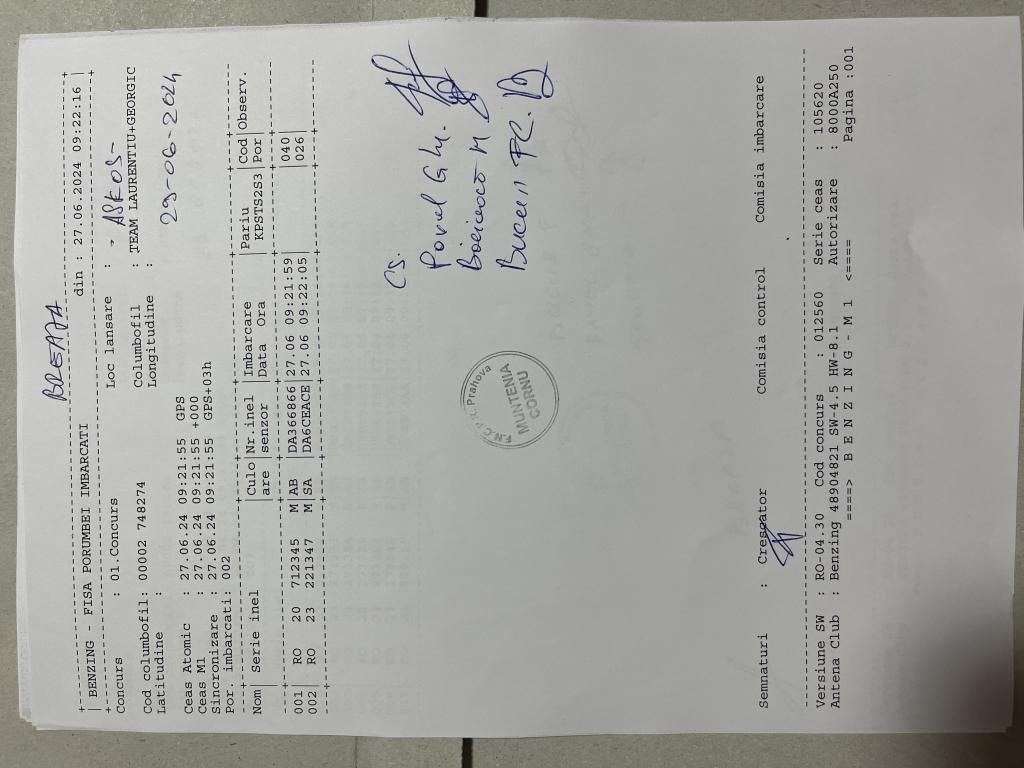 BREAZA
+-----------------------------------------------------------------------------+
| BENZING - FISA PORUMBEI IMBARCATI din : 27.06.2024 09:22:16 |
+-----------------------------------------------------------------------------+
Concurs : 01.Concurs Loc lansare : - ASKOS-
Cod columbofil: 00002 748274 Columbofil : TEAM LAURENTIU+GEORGIC
Latitudine : Longitudine :
29-06-2024
Ceas Atomic : 27.06.24 09:21:55 GPS
Ceas M1 : 27.06.24 09:21:55 +000
Sincronizare : 27.06.24 09:21:55 GPS+03h
Por. imbarcati: 002
Nom | Serie inel |Culo|Nr.inel |Imbarcare |Pariu |Cod|Observ.
|are |senzor |Data Ora |KPSTS2S3|Por|
001| RO 20 712345 M|AB |DA366866|27.06 09:21:59| |040|
002| RO 23 221347 M|SA |DA6CEACE|27.06 09:22:05| |026|
CS.
F.N.C.P.R. Prahova
MUNTENIA
CORNU
Semnaturi : Crescator Comisia control Comisia imbarcare
Versiune SW : RO-04.30 Cod concurs : 012560 Serie ceas : 105620
Antena Club : Benzing 48904821 SW-4.5 HW-8.1 Autorizare : 8000A250
====> B E N Z I N G - M 1 <==== Pagina :001